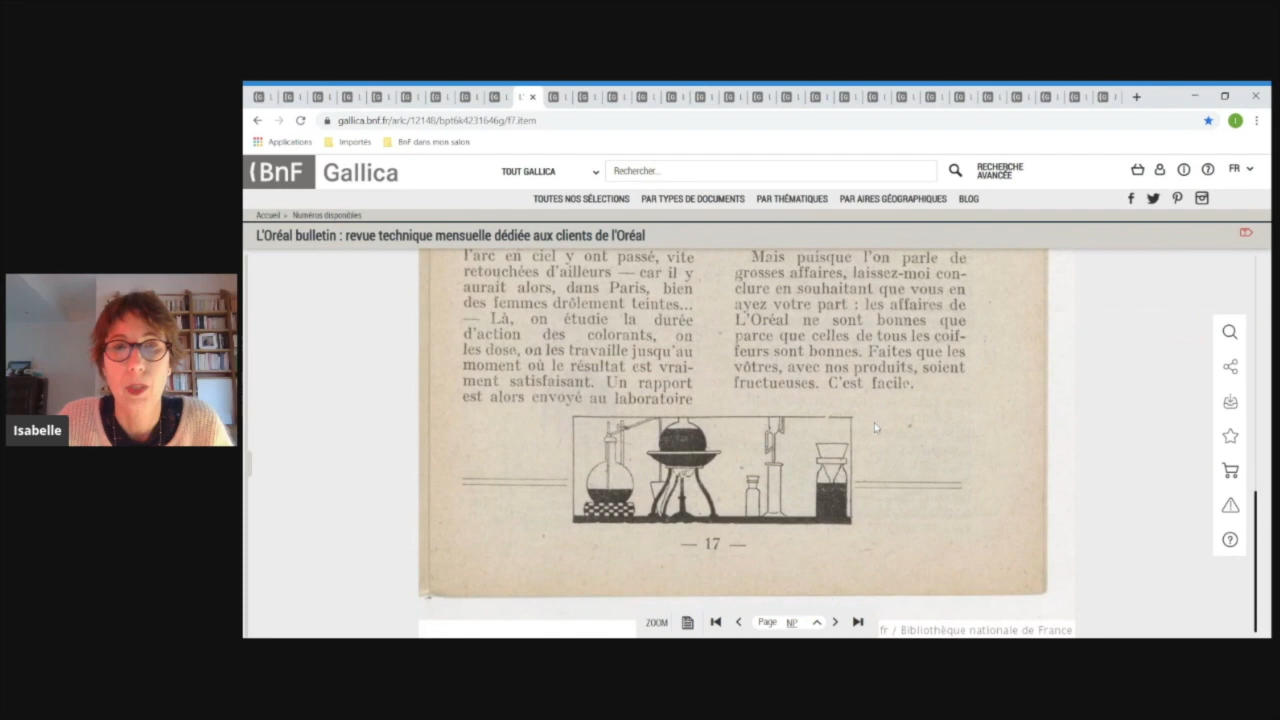 gallica.bnf.fr/ark:/12148/bpt6k4231646g/f7.item
Applications
Importés
BnF dans mon salon
(BnF Gallica
TOUT GALLICA
Rechercher...
RECHERCHE
AVANCÉE
FR
TOUTES NOS SÉLECTIONS
PAR TYPES DE DOCUMENTS
PAR THÉMATIQUES
PAR AIRES GÉOGRAPHIQUES
BLOG
Accueil > Numéros disponibles
L'Oréal bulletin : revue technique mensuelle dédiée aux clients de l'Oréal
l'arc en ciel y ont passé, vite
retouchées d'ailleurs — car il y
aurait alors, dans Paris, bien
des femmes drôlement teintes...
— Là, on étudie la durée
d'action des colorants, on
les dose, on les travaille jusqu'au
moment où le résultat est vrai-
ment satisfaisant. Un rapport
est alors envoyé au laboratoire
Mais puisque l'on parle de
grosses affaires, laissez-moi con-
clure en souhaitant que vous en
ayez votre part : les affaires de
L'Oréal ne sont bonnes que
parce que celles de tous les coif-
feurs sont bonnes. Faites que les
vôtres, avec nos produits, soient
fructueuses. C'est facile.
— 17 —
ZOOM
Page NP
fr / Bibliothèque nationale de France
Isabelle